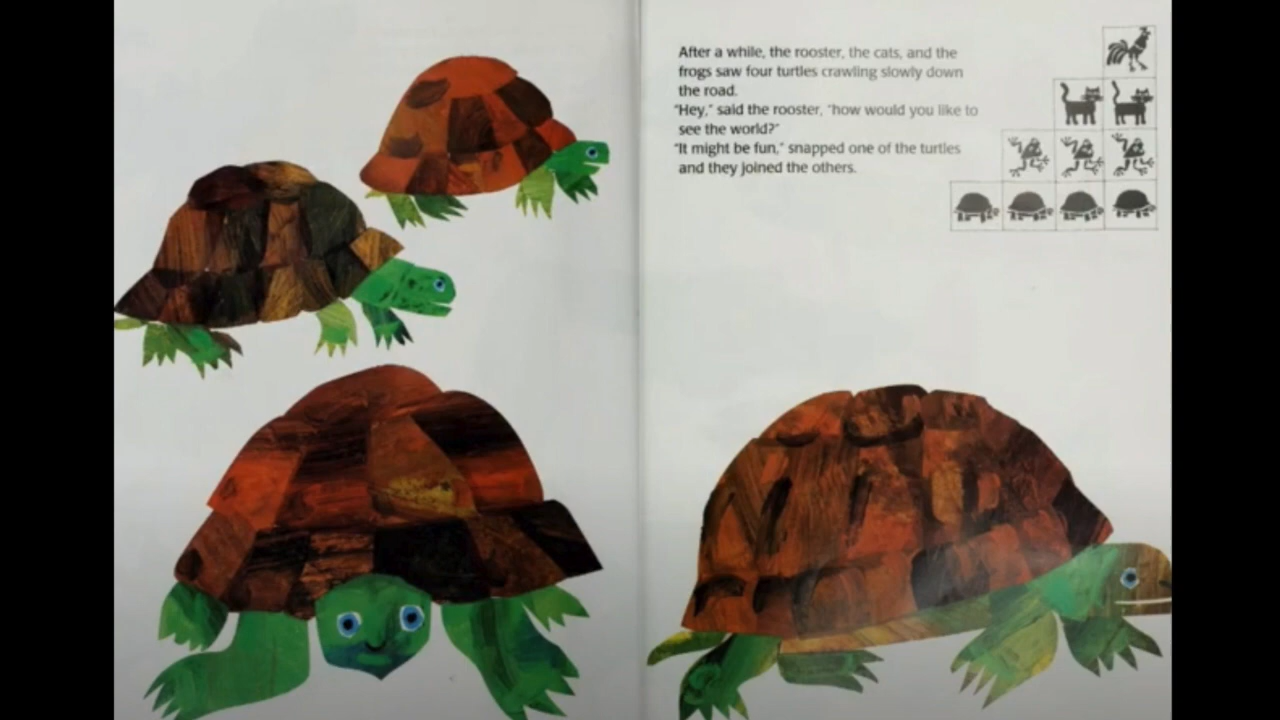 After a while, the rooster, the cats, and the
frogs saw four turtles crawling slowly down
the road.
"Hey," said the rooster, "how would you like to
see the world?"
"It might be fun," snapped one of the turtles
and they joined the others.